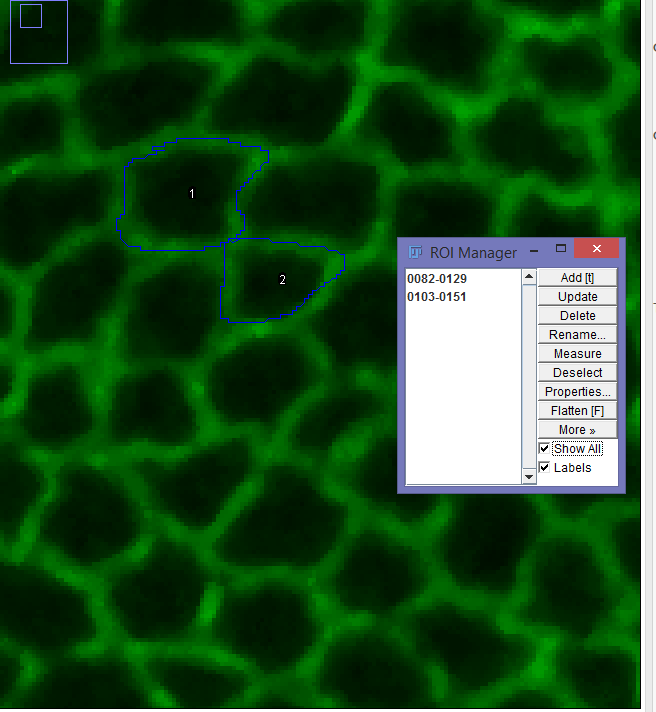 1
2
ROI Manager
0082-0129
0103-0151
Add [t]
Update
Delete
Rename...
Measure
Deselect
Properties...
Flatten [F]
More »
Show All
Labels